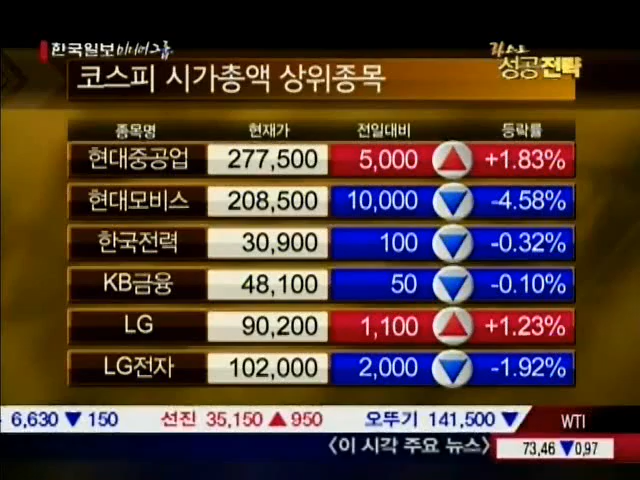 한국일보 미디어그룹
성공전략
코스피 시가총액 상위종목
종목명 현재가 전일대비 등락률
현대중공업 277,500 5,000 ▲ +1.83%
현대모비스 208,500 10,000 ▼ -4.58%
한국전력 30,900 100 ▼ -0.32%
KB금융 48,100 50 ▼ -0.10%
LG 90,200 1,100 ▲ +1.23%
LG전자 102,000 2,000 ▼ -1.92%
6,630 ▼ 150 선진 35,150 ▲ 950 오뚜기 141,500 ▼ WTI
<이 시각 주요 뉴스> 73,46 ▼0,97